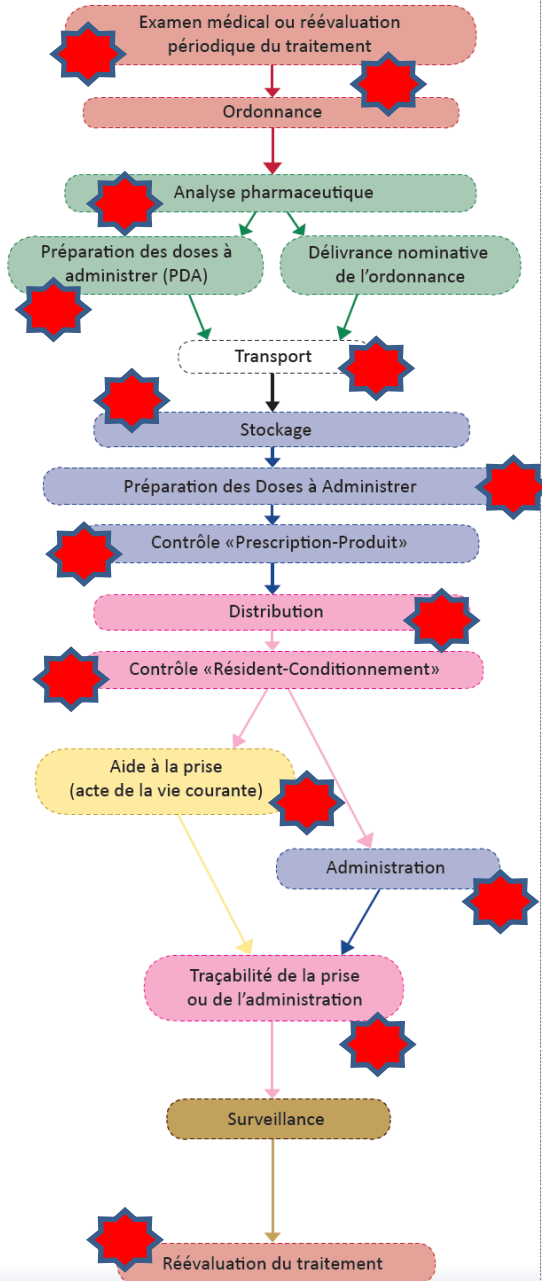 Examen médical ou réévaluation
périodique du traitement
Ordonnance
Analyse pharmaceutique
Préparation des doses à
administrer (PDA)
Délivrance nominative
de l’ordonnance
Transport
Stockage
Préparation des Doses à Administrer
Contrôle «Prescription-Produit»
Distribution
Contrôle «Résident-Conditionnement»
Aide à la prise
(acte de la vie courante)
Administration
Traçabilité de la prise
ou de l’administration
Surveillance
Réévaluation du traitement